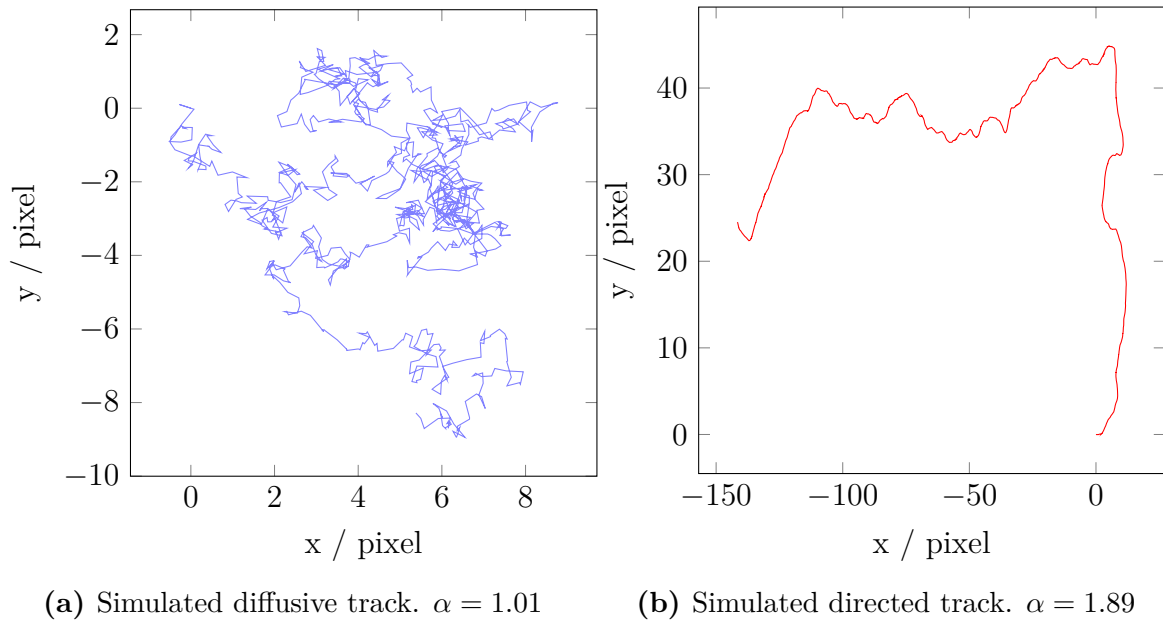 2
0
−2
−4
−6
−8
−10
0 2 4 6 8
x / pixel
y / pixel
40
30
20
10
0
−150 −100 −50 0
x / pixel
y / pixel
(a) Simulated diffusive track. α = 1.01
(b) Simulated directed track. α = 1.89